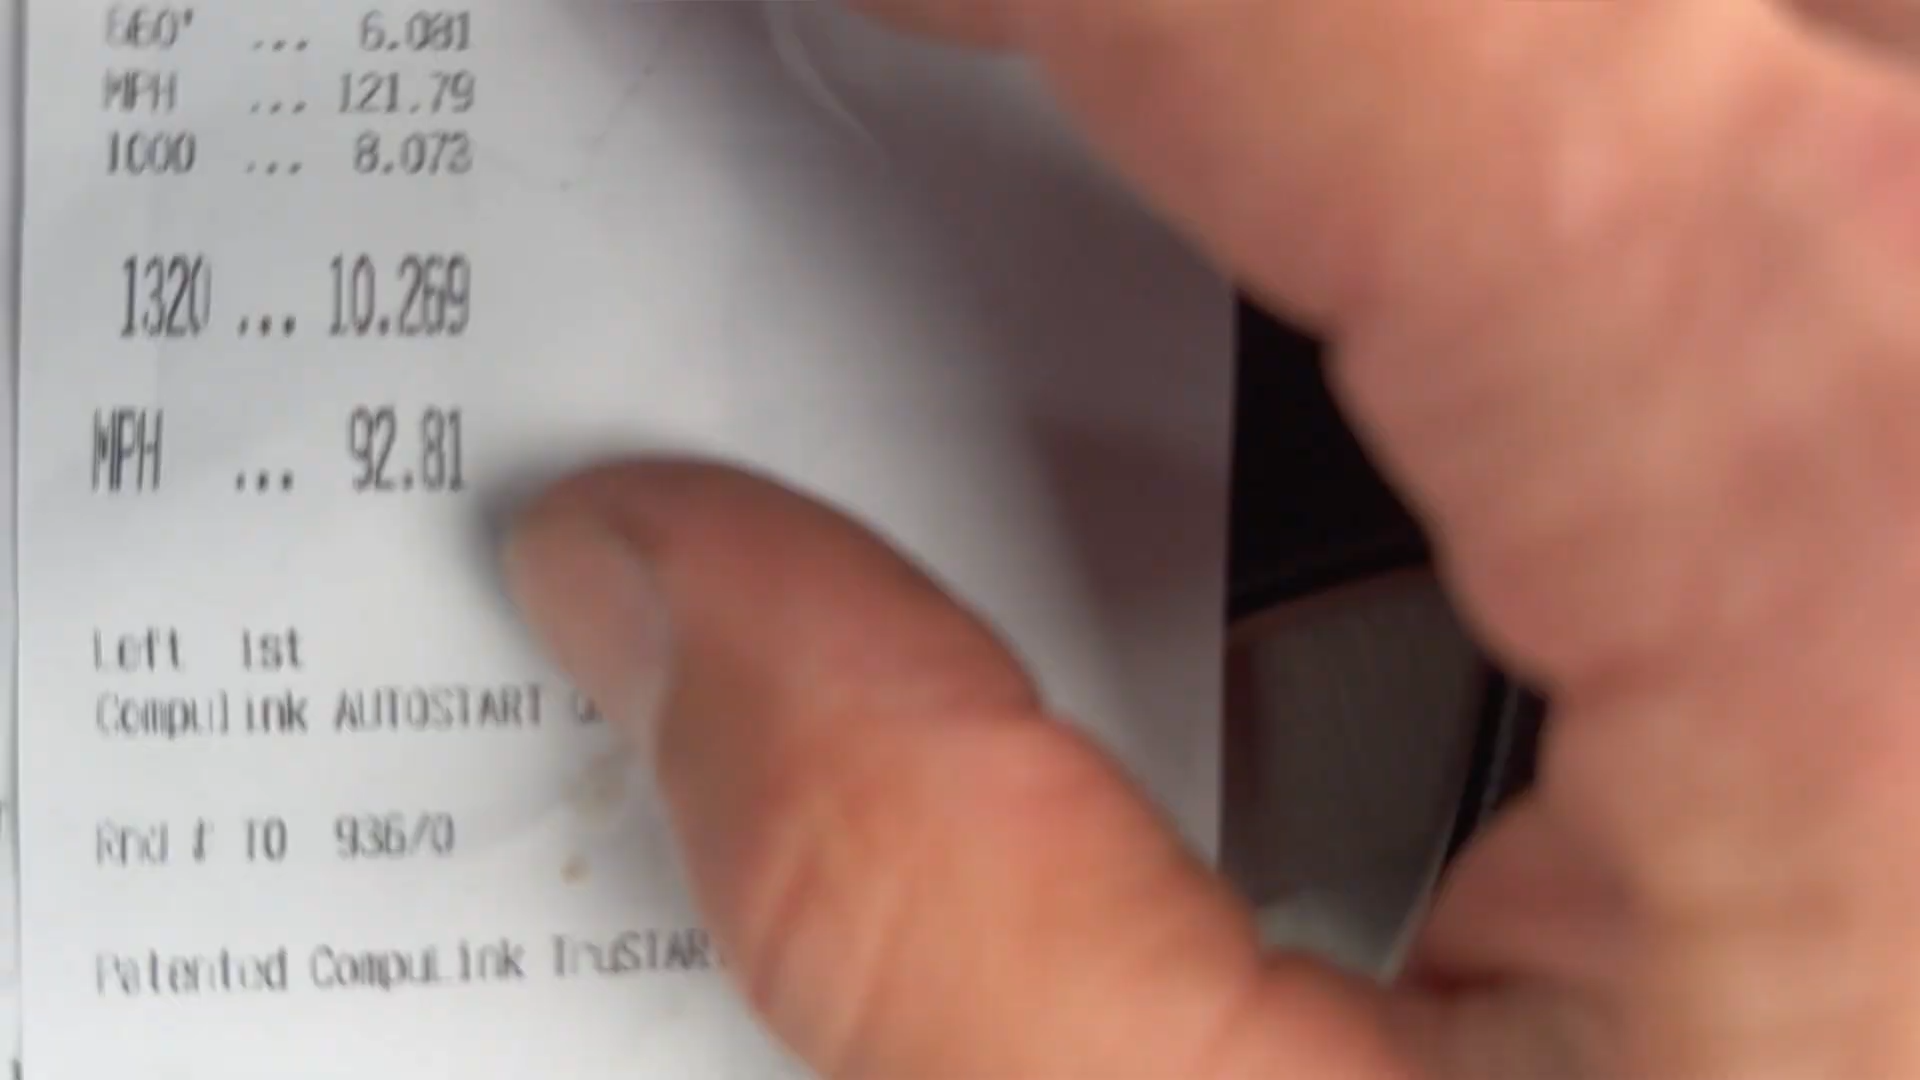 660' ... 6.081
MPH ... 121.79
1000 ... 8.073
1320 ... 10.269
MPH ... 92.81
Left 1st
Compulink AUTOSTART
Rnd # TO 936/0
Patented CompuLink TruSTAR